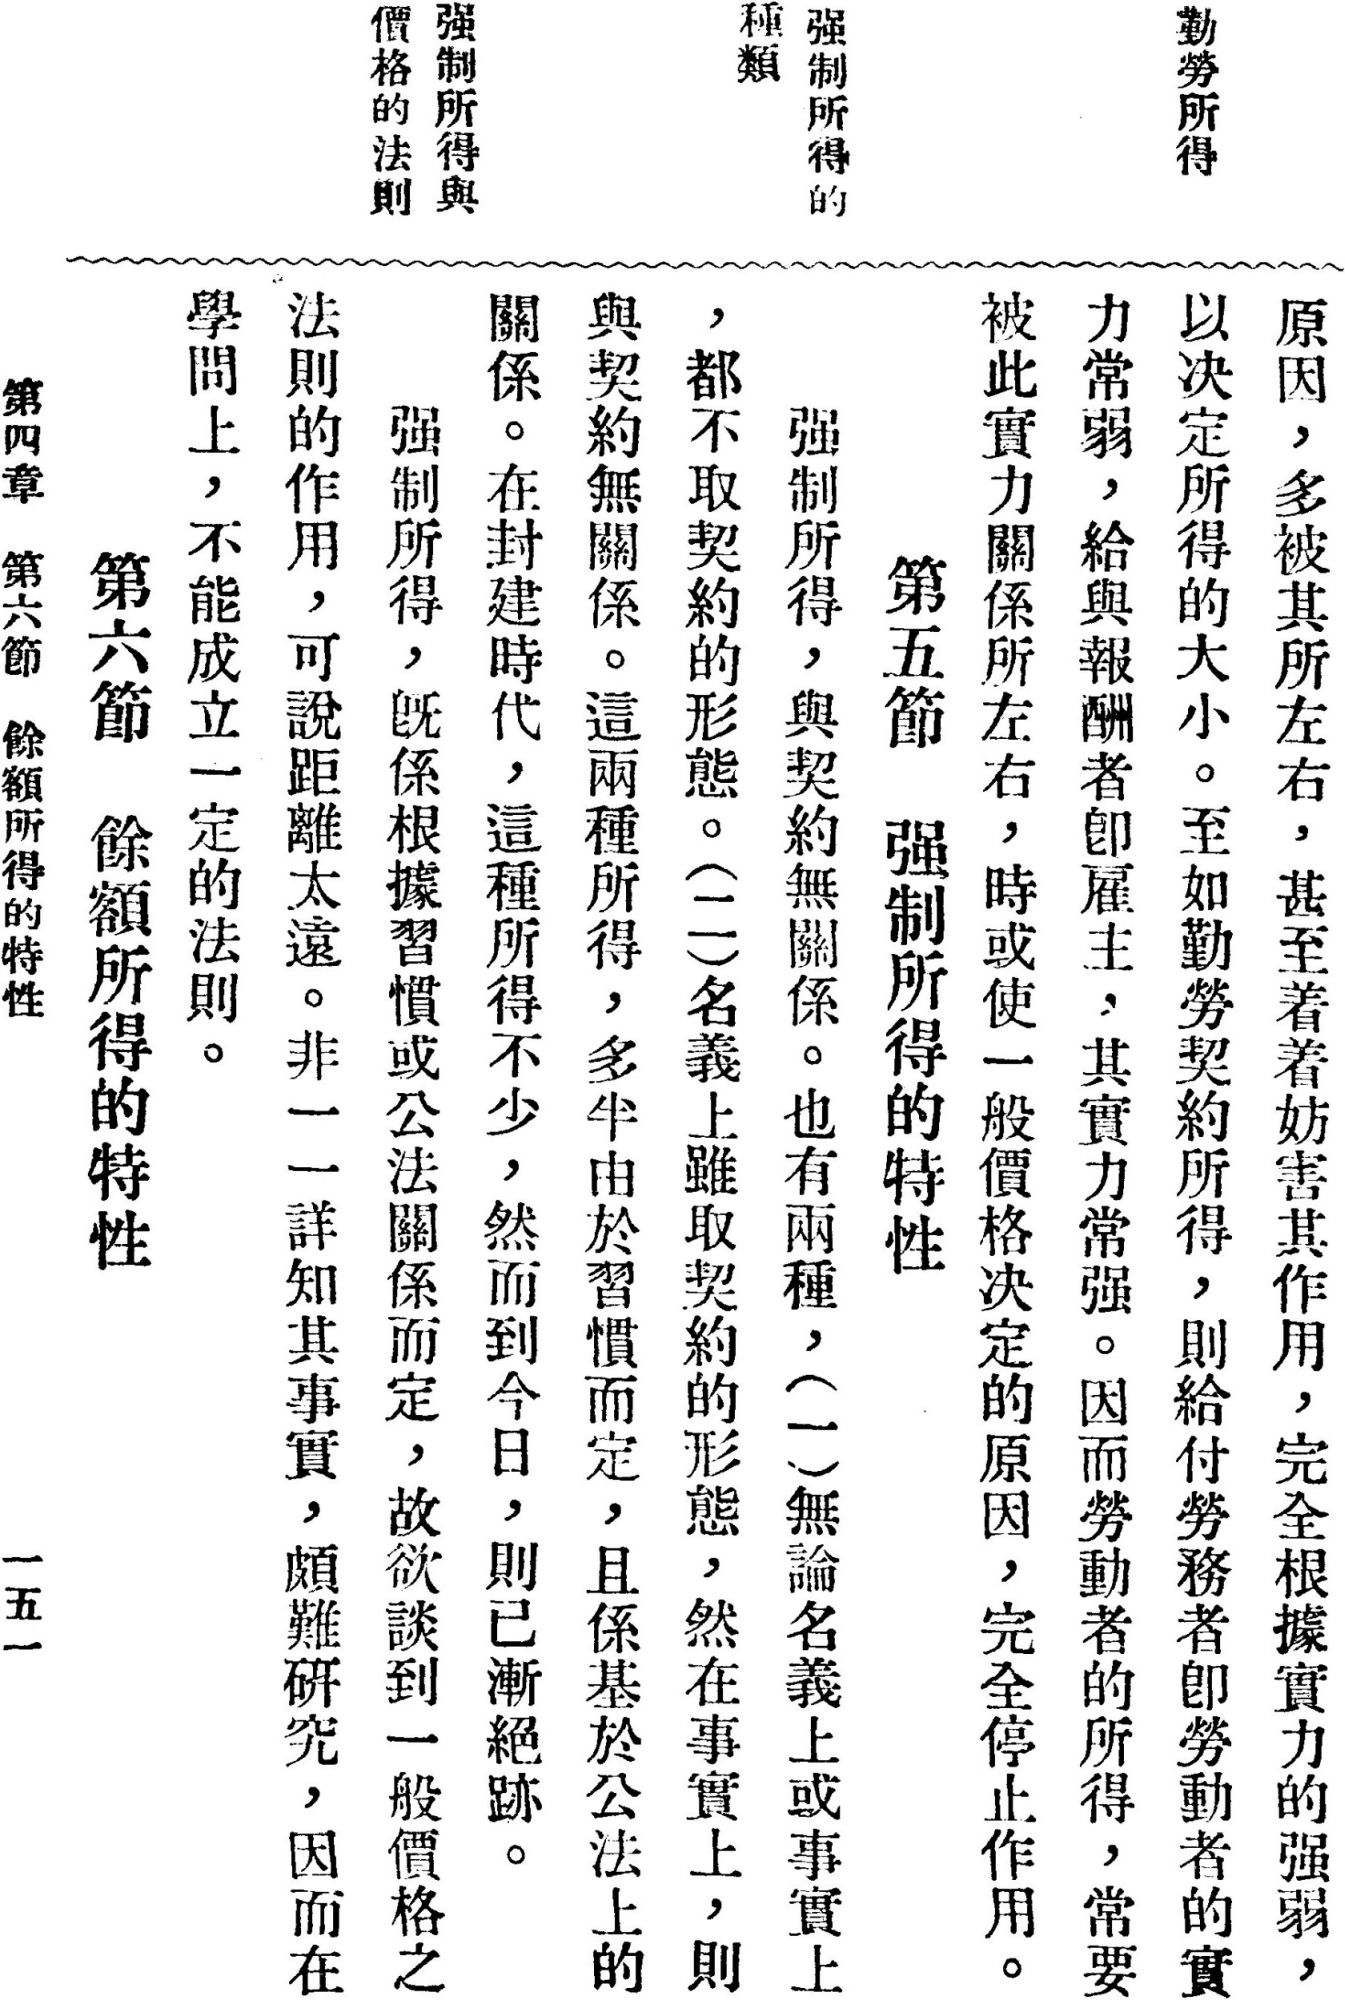 勤勞所得
強制所得的
種類
強制所得與
價格的法則
原因，多被其所左右，甚至着着妨害其作用，完全根據實力的强弱，
以决定所得的大小。至如勤勞契約所得，則給付勞務者卽勞動者的實
力常弱，給與報酬者卽雇主，其實力常强。因而勞動者的所得，常要
被此實力關係所左右，時或使一般價格决定的原因，完全停止作用。
第五節　强制所得的特性
强制所得，與契約無關係。也有兩種，（一）無論名義上或事實上
，都不取契約的形態。（二）名義上雖取契約的形態，然在事實上，則
與契約無關係。這兩種所得，多半由於習慣而定，且係基於公法上的
關係。在封建時代，這種所得不少，然而到今日，則已漸絕跡。
强制所得，旣係根據習慣或公法關係而定，故欲談到一般價格之
法則的作用，可說距離太遠。非一一詳知其事實，頗難硏究，因而在
學問上，不能成立一定的法則。
第六節　餘額所得的特性
第四章　第六節　餘額所得的特性　一五一